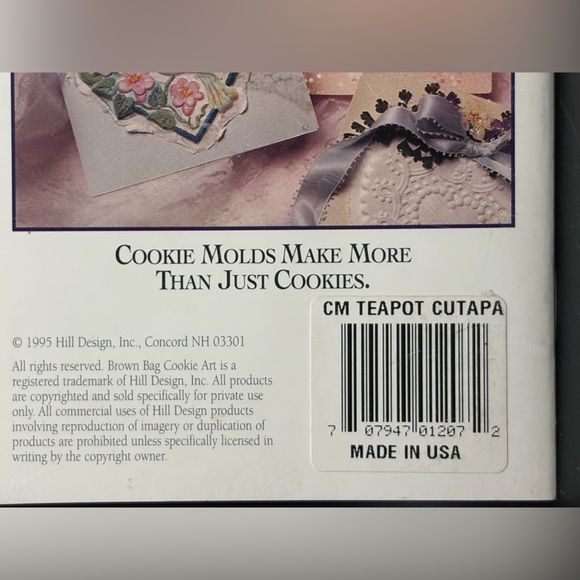 COOKIE MOLDS MAKE MORE
THAN JUST COOKIES.
© 1995 Hill Design, Inc., Concord NH 03301
All rights reserved. Brown Bag Cookie Art is a
registered trademark of Hill Design, Inc. All products
are copyrighted and sold specifically for private use
only. All commercial uses of Hill Design products
involving reproduction of imagery or duplication of
products are prohibited unless specifically licensed in
writing by the copyright owner.
CM TEAPOT CUTAPA
7 07947 01207 2
MADE IN USA